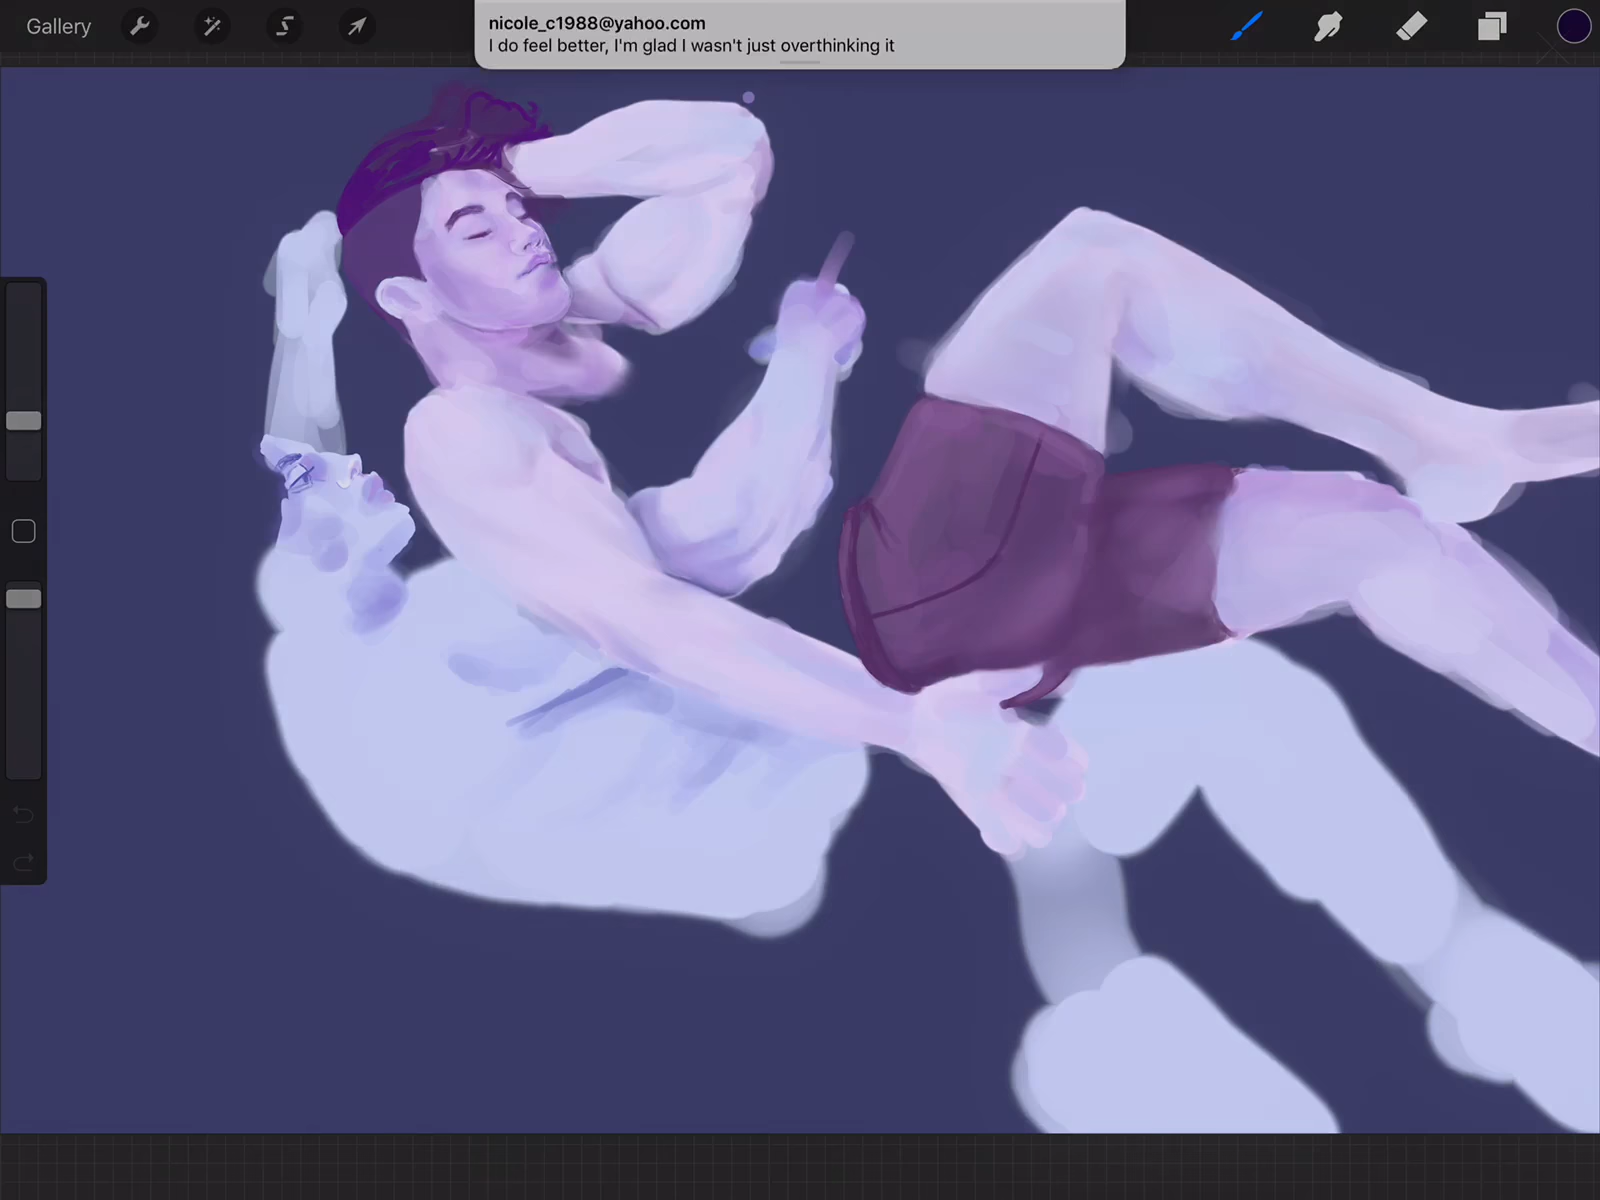 Gallery
nicole_c1988@yahoo.com
I do feel better, I'm glad I wasn't just overthinking it